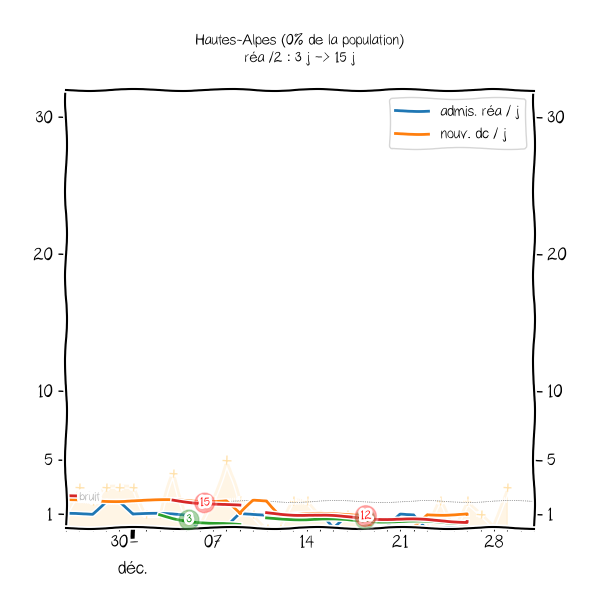 Hautes-Alpes (0% de la population)
réa /2 : 3 j -> 15 j
admis. réa / j
nouv. dc / j
30 30
20 20
10 10
5 5
bruit
15
3
12
1 1
30 07 14 21 28
déc.